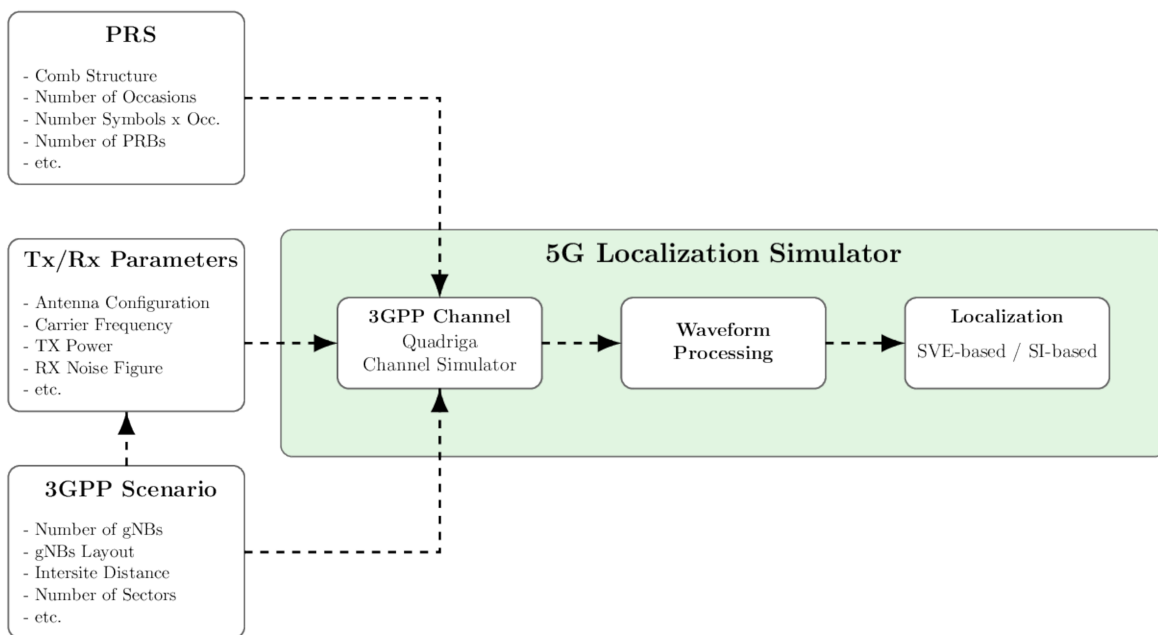 PRS
- Comb Structure
- Number of Occasions
- Number Symbols x Occ.
- Number of PRBs
- etc.
Tx/Rx Parameters
- Antenna Configuration
- Carrier Frequency
- TX Power
- RX Noise Figure
- etc.
3GPP Scenario
- Number of gNBs
- gNBs Layout
- Intersite Distance
- Number of Sectors
- etc.
5G Localization Simulator
3GPP Channel
Quadriga
Channel Simulator
Waveform
Processing
Localization
SVE-based / SI-based